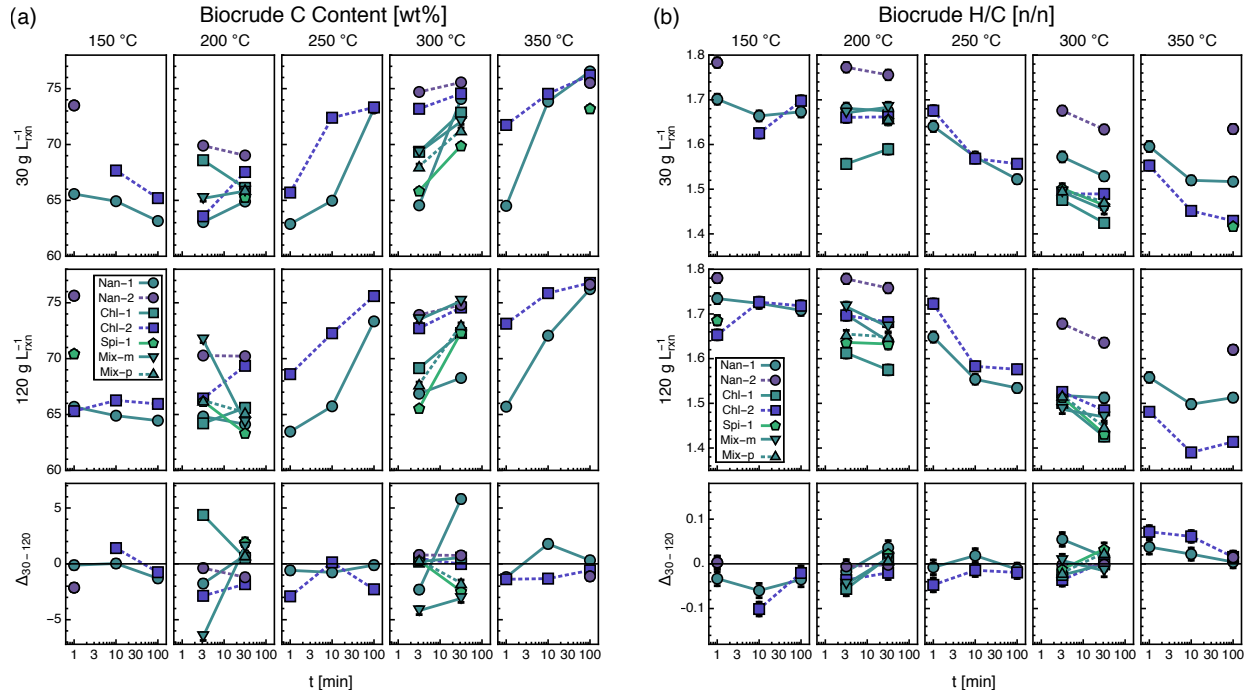 (a) Biocrude C Content [wt%]
150 °C 200 °C 250 °C 300 °C 350 °C
30 g L⁻¹ᵣₓₙ
75
70
65
60
120 g L⁻¹ᵣₓₙ
75
70
65
60
Nan-1
Nan-2
Chl-1
Chl-2
Spi-1
Mix-m
Mix-p
Δ₃₀₋₁₂₀
5
0
−5
1 3 10 30 100 1 3 10 30 100 1 3 10 30 100 1 3 10 30 100 1 3 10 30 100
t [min]
(b) Biocrude H/C [n/n]
150 °C 200 °C 250 °C 300 °C 350 °C
30 g L⁻¹ᵣₓₙ
1.8
1.7
1.6
1.5
1.4
120 g L⁻¹ᵣₓₙ
1.8
1.7
1.6
1.5
1.4
Nan-1
Nan-2
Chl-1
Chl-2
Spi-1
Mix-m
Mix-p
Δ₃₀₋₁₂₀
0.1
0.0
-0.1
1 3 10 30 100 1 3 10 30 100 1 3 10 30 100 1 3 10 30 100 1 3 10 30 100
t [min]